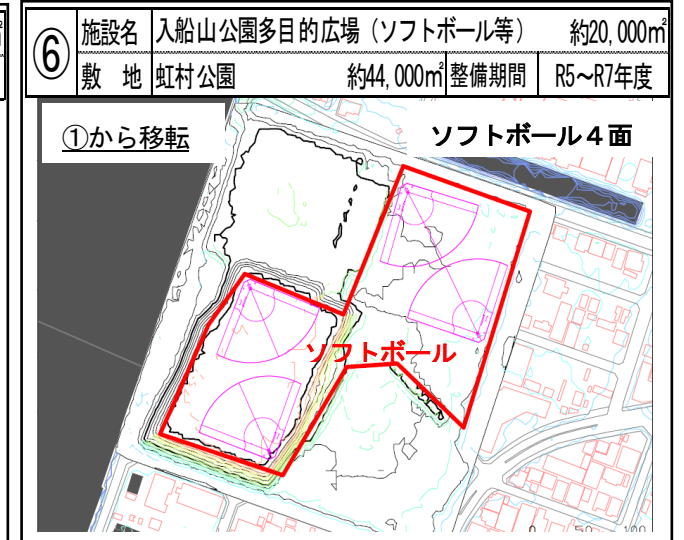 ⑥ 施設名 入船山公園多目的広場（ソフトボール等） 約20,000㎡
敷 地 虹村公園 約44,000㎡ 整備期間 R5～R7年度
①から移転 ソフトボール４面
ソフトボール
0 50 100